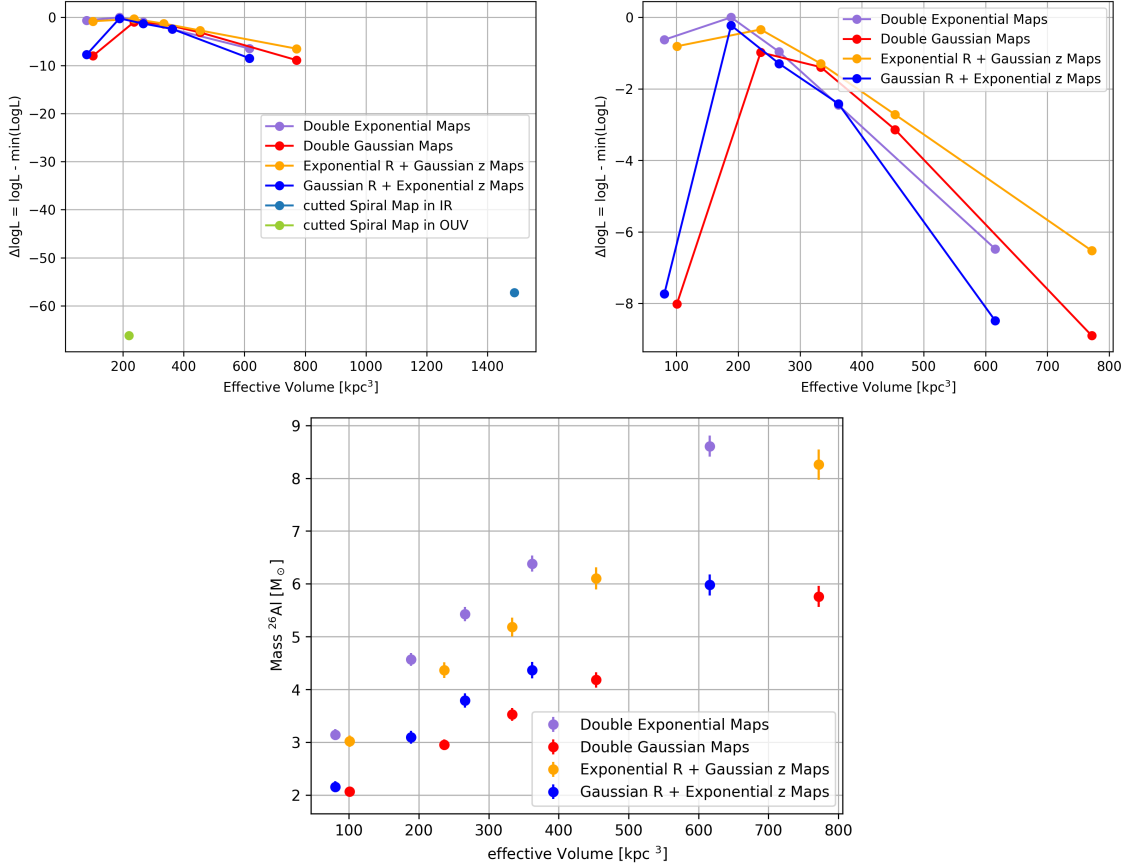 0
−10
−20
−30
−40
−50
−60
ΔlogL = logL - min(LogL)
Double Exponential Maps
Double Gaussian Maps
Exponential R + Gaussian z Maps
Gaussian R + Exponential z Maps
cutted Spiral Map in IR
cutted Spiral Map in OUV
200 400 600 800 1000 1200 1400
Effective Volume [kpc³]
0
−2
−4
−6
−8
ΔlogL = logL - min(LogL)
Double Exponential Maps
Double Gaussian Maps
Exponential R + Gaussian z Maps
Gaussian R + Exponential z Maps
100 200 300 400 500 600 700 800
Effective Volume [kpc³]
9
8
7
6
5
4
3
2
Mass ²⁶Al [M⊙]
Double Exponential Maps
Double Gaussian Maps
Exponential R + Gaussian z Maps
Gaussian R + Exponential z Maps
100 200 300 400 500 600 700 800
effective Volume [kpc ³]